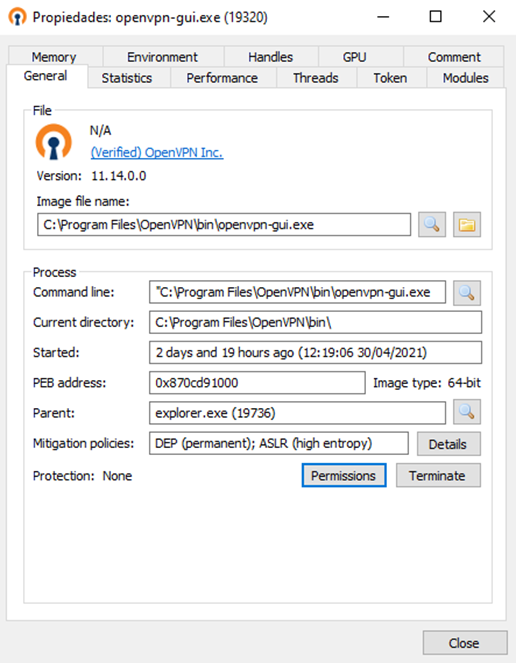 Propiedades: openvpn-gui.exe (19320)
Memory Environment Handles GPU Comment
General Statistics Performance Threads Token Modules
File
N/A
(Verified) OpenVPN Inc.
Version: 11.14.0.0
Image file name:
C:\Program Files\OpenVPN\bin\openvpn-gui.exe
Process
Command line: "C:\Program Files\OpenVPN\bin\openvpn-gui.exe
Current directory: C:\Program Files\OpenVPN\bin\
Started: 2 days and 19 hours ago (12:19:06 30/04/2021)
PEB address: 0x870cd91000 Image type: 64-bit
Parent: explorer.exe (19736)
Mitigation policies: DEP (permanent); ASLR (high entropy) Details
Protection: None Permissions Terminate
Close